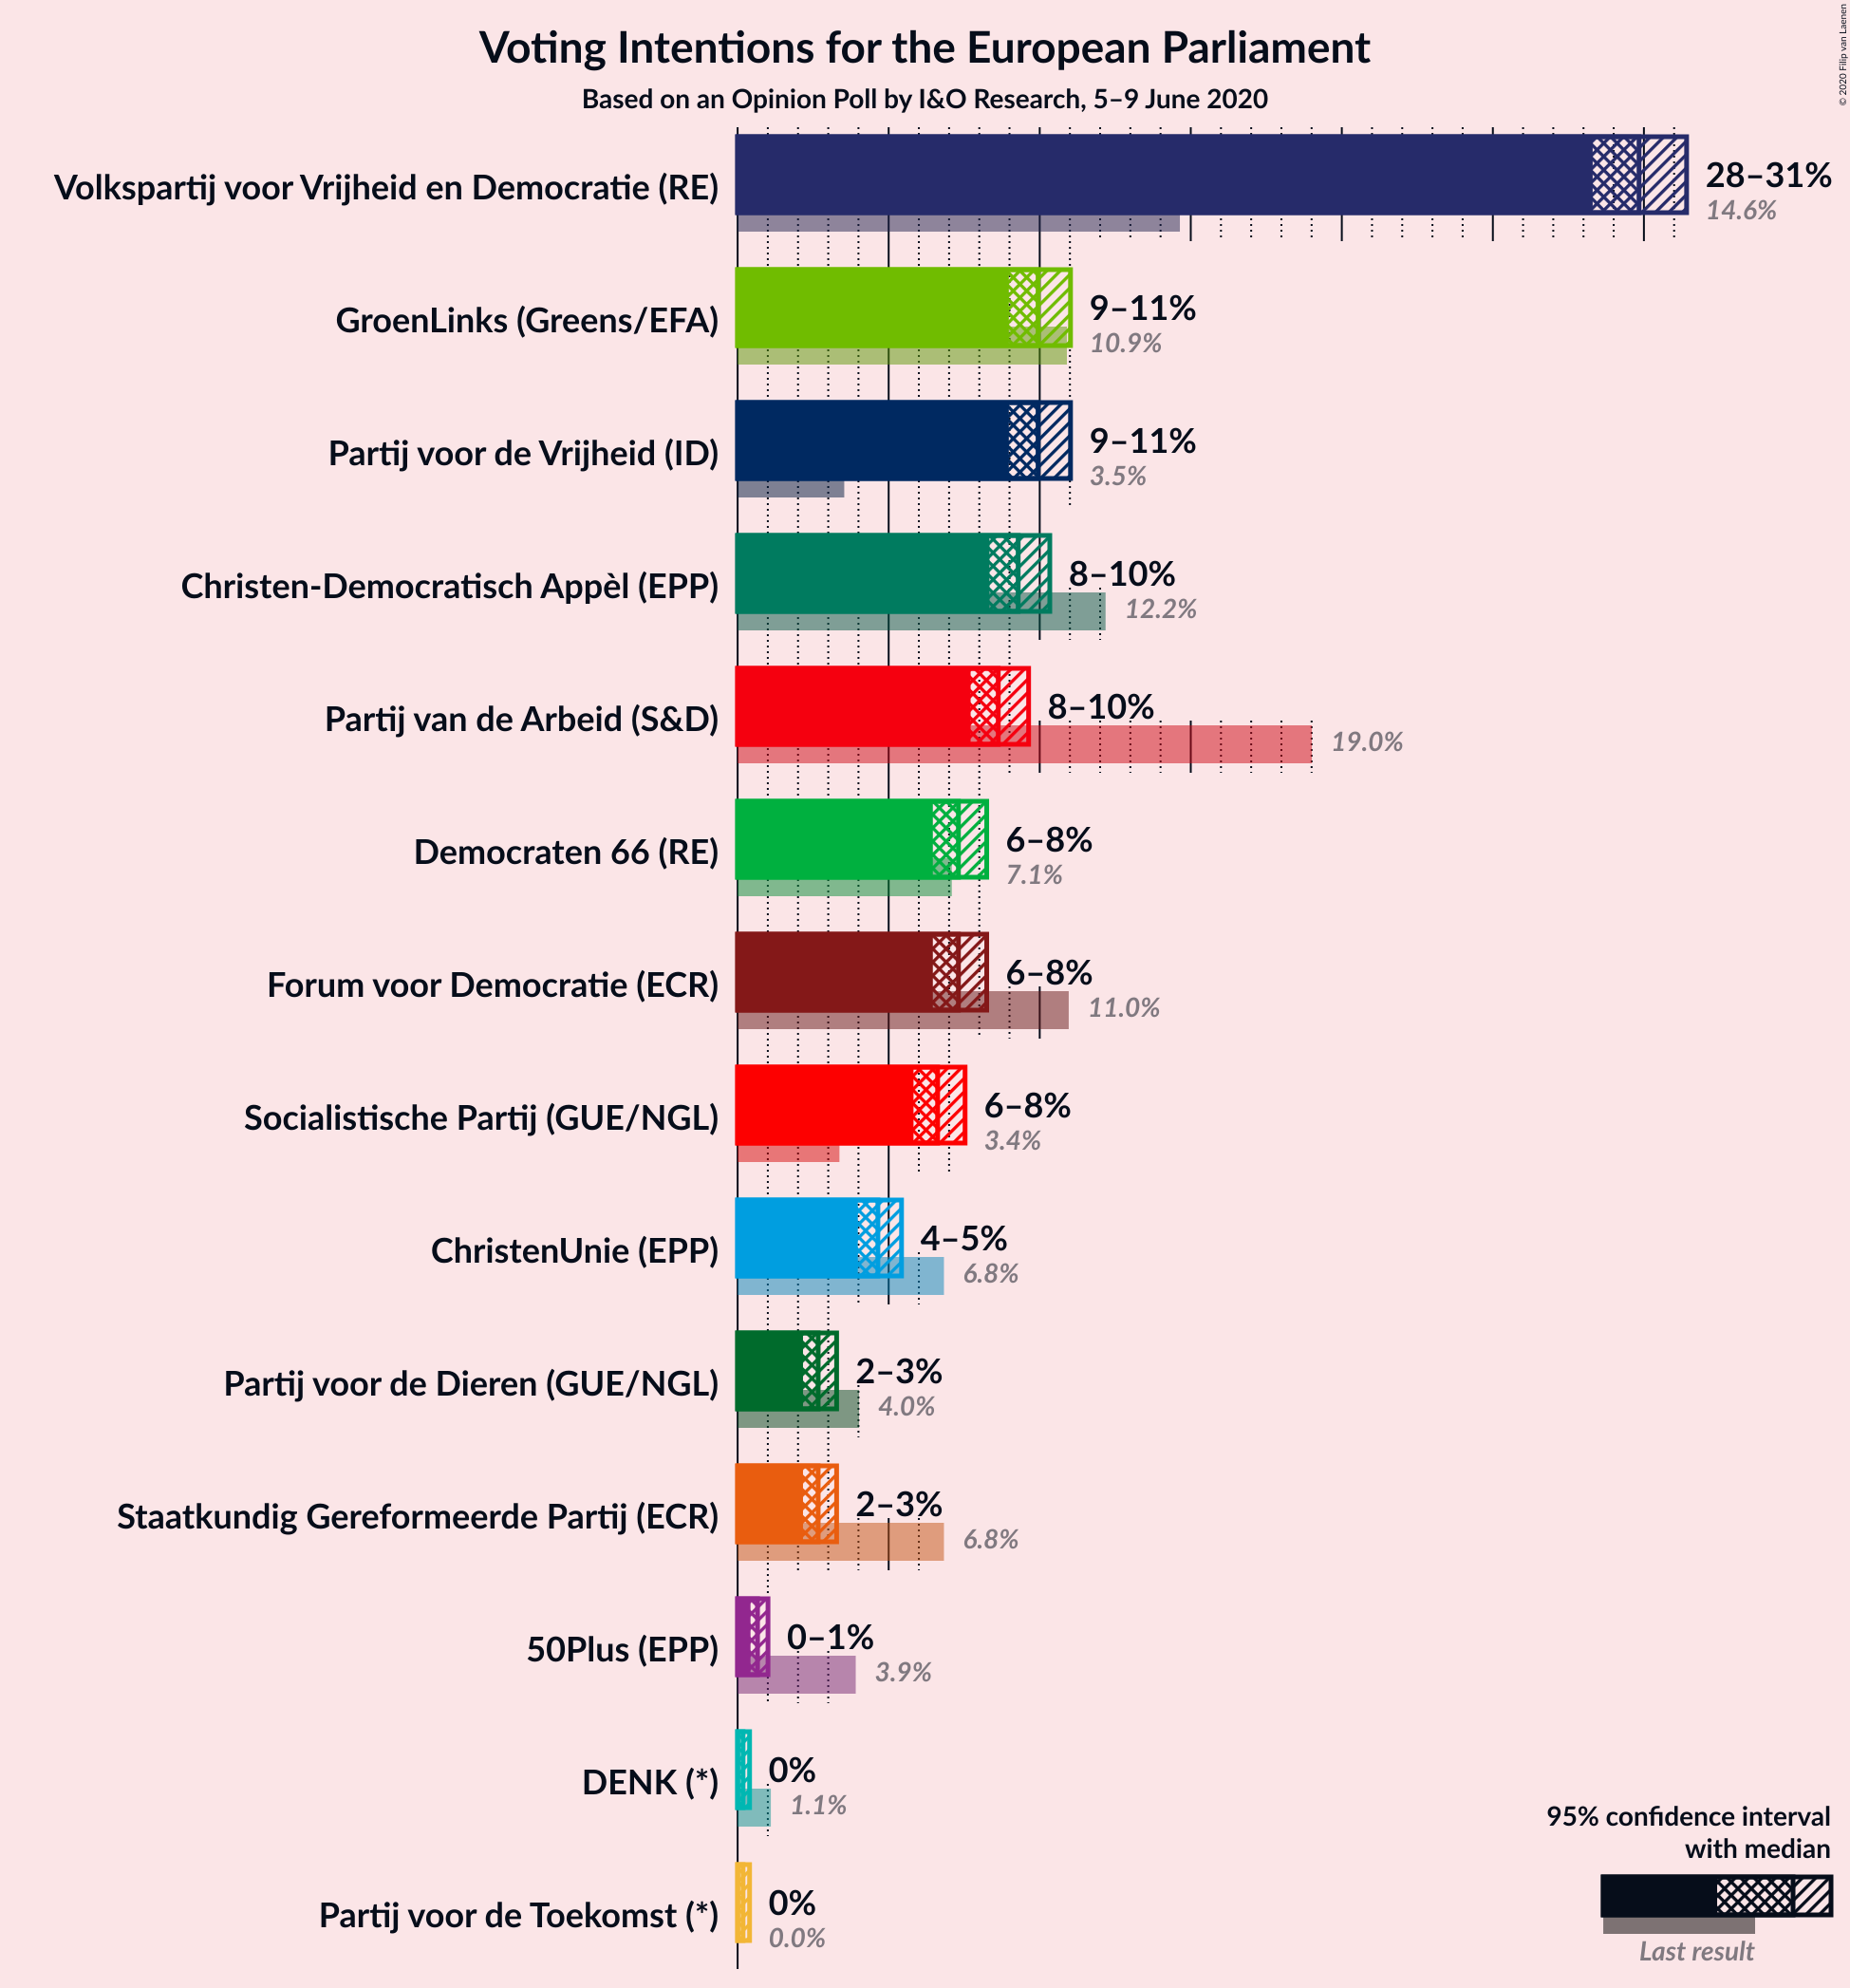 Voting Intentions for the European Parliament
Based on an Opinion Poll by I&O Research, 5–9 June 2020
© 2020 Filip van Laenen
Volkspartij voor Vrijheid en Democratie (RE)
28–31%
14.6%
GroenLinks (Greens/EFA)
9–11%
10.9%
Partij voor de Vrijheid (ID)
9–11%
3.5%
Christen-Democratisch Appèl (EPP)
8–10%
12.2%
Partij van de Arbeid (S&D)
8–10%
19.0%
Democraten 66 (RE)
6–8%
7.1%
Forum voor Democratie (ECR)
6–8%
11.0%
Socialistische Partij (GUE/NGL)
6–8%
3.4%
ChristenUnie (EPP)
4–5%
6.8%
Partij voor de Dieren (GUE/NGL)
2–3%
4.0%
Staatkundig Gereformeerde Partij (ECR)
2–3%
6.8%
50Plus (EPP)
0–1%
3.9%
DENK (*)
0%
1.1%
Partij voor de Toekomst (*)
0%
0.0%
95% confidence interval
with median
Last result